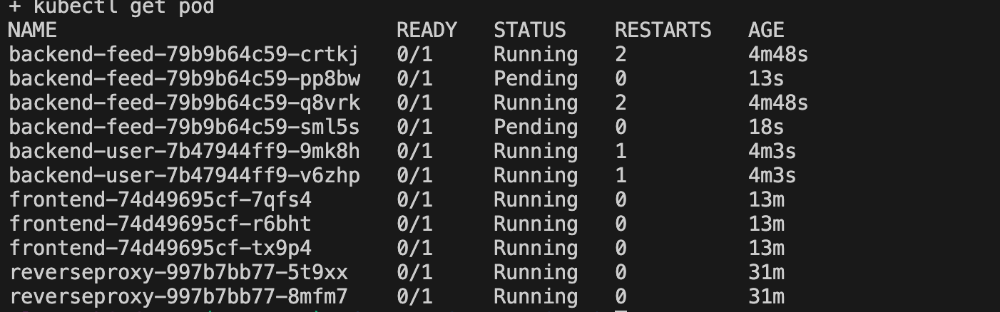 + kubectl get pod
NAME READY STATUS RESTARTS AGE
backend-feed-79b9b64c59-crtkj 0/1 Running 2 4m48s
backend-feed-79b9b64c59-pp8bw 0/1 Pending 0 13s
backend-feed-79b9b64c59-q8vrk 0/1 Running 2 4m48s
backend-feed-79b9b64c59-sml5s 0/1 Pending 0 18s
backend-user-7b47944ff9-9mk8h 0/1 Running 1 4m3s
backend-user-7b47944ff9-v6zhp 0/1 Running 1 4m3s
frontend-74d49695cf-7qfs4 0/1 Running 0 13m
frontend-74d49695cf-r6bht 0/1 Running 0 13m
frontend-74d49695cf-tx9p4 0/1 Running 0 13m
reverseproxy-997b7bb77-5t9xx 0/1 Running 0 31m
reverseproxy-997b7bb77-8mfm7 0/1 Running 0 31m